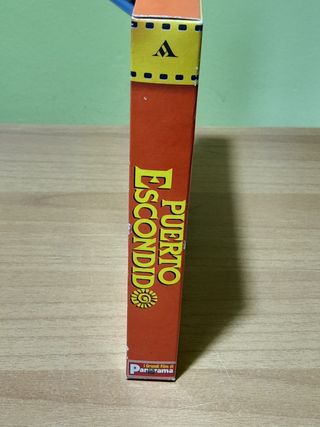 PUERTO
ESCONDIDO
I Grandi Film di
Panorama